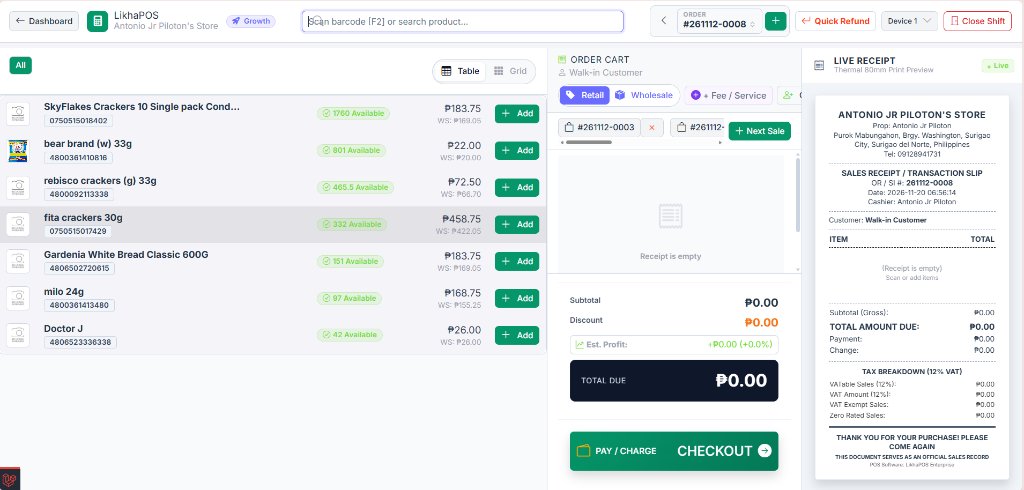 ← Dashboard
LikhaPOS
Antonio Jr Piloton's Store
Growth
Scan barcode [F2] or search product...
ORDER
#261112-0008
+
Quick Refund
Device 1
Close Shift
All
Table
Grid
SkyFlakes Crackers 10 Single pack Cond...
0750515018402
1760 Available
₱183.75
WS: ₱169.05
+ Add
bear brand (w) 33g
4800361410816
801 Available
₱22.00
WS: ₱20.00
+ Add
rebisco crackers (g) 33g
4800092113338
465.5 Available
₱72.50
WS: ₱66.70
+ Add
fita crackers 30g
0750515017429
332 Available
₱458.75
WS: ₱422.05
+ Add
Gardenia White Bread Classic 600G
4806502720615
151 Available
₱183.75
WS: ₱169.05
+ Add
milo 24g
4800361413480
97 Available
₱168.75
WS: ₱155.25
+ Add
Doctor J
4806523336338
42 Available
₱26.00
WS: ₱26.00
+ Add
ORDER CART
Walk-in Customer
Retail
Wholesale
+ Fee / Service
#261112-0003
×
#261112-
+ Next Sale
Receipt is empty
Subtotal
₱0.00
Discount
₱0.00
Est. Profit:
+₱0.00 (+0.0%)
TOTAL DUE
₱0.00
PAY / CHARGE
CHECKOUT
LIVE RECEIPT
Thermal 80mm Print Preview
Live
ANTONIO JR PILOTON'S STORE
Prop: Antonio Jr Piloton
Purok Mabungahon, Brgy. Washington, Surigao
City, Surigao del Norte, Philippines
Tel: 09128941731
SALES RECEIPT / TRANSACTION SLIP
OR / SI #: 261112-0008
Date: 2026-11-20 06:56:14
Cashier: Antonio Jr Piloton
Customer: Walk-in Customer
ITEM TOTAL
(Receipt is empty)
Scan or add items
Subtotal (Gross): ₱0.00
TOTAL AMOUNT DUE: ₱0.00
Payment: ₱0.00
Change: ₱0.00
TAX BREAKDOWN (12% VAT)
VATable Sales (12%): ₱0.00
VAT Amount (12%): ₱0.00
VAT Exempt Sales: ₱0.00
Zero Rated Sales: ₱0.00
THANK YOU FOR YOUR PURCHASE! PLEASE
COME AGAIN
THIS DOCUMENT SERVES AS AN OFFICIAL SALES RECORD
POS Software: LikhaPOS Enterprise